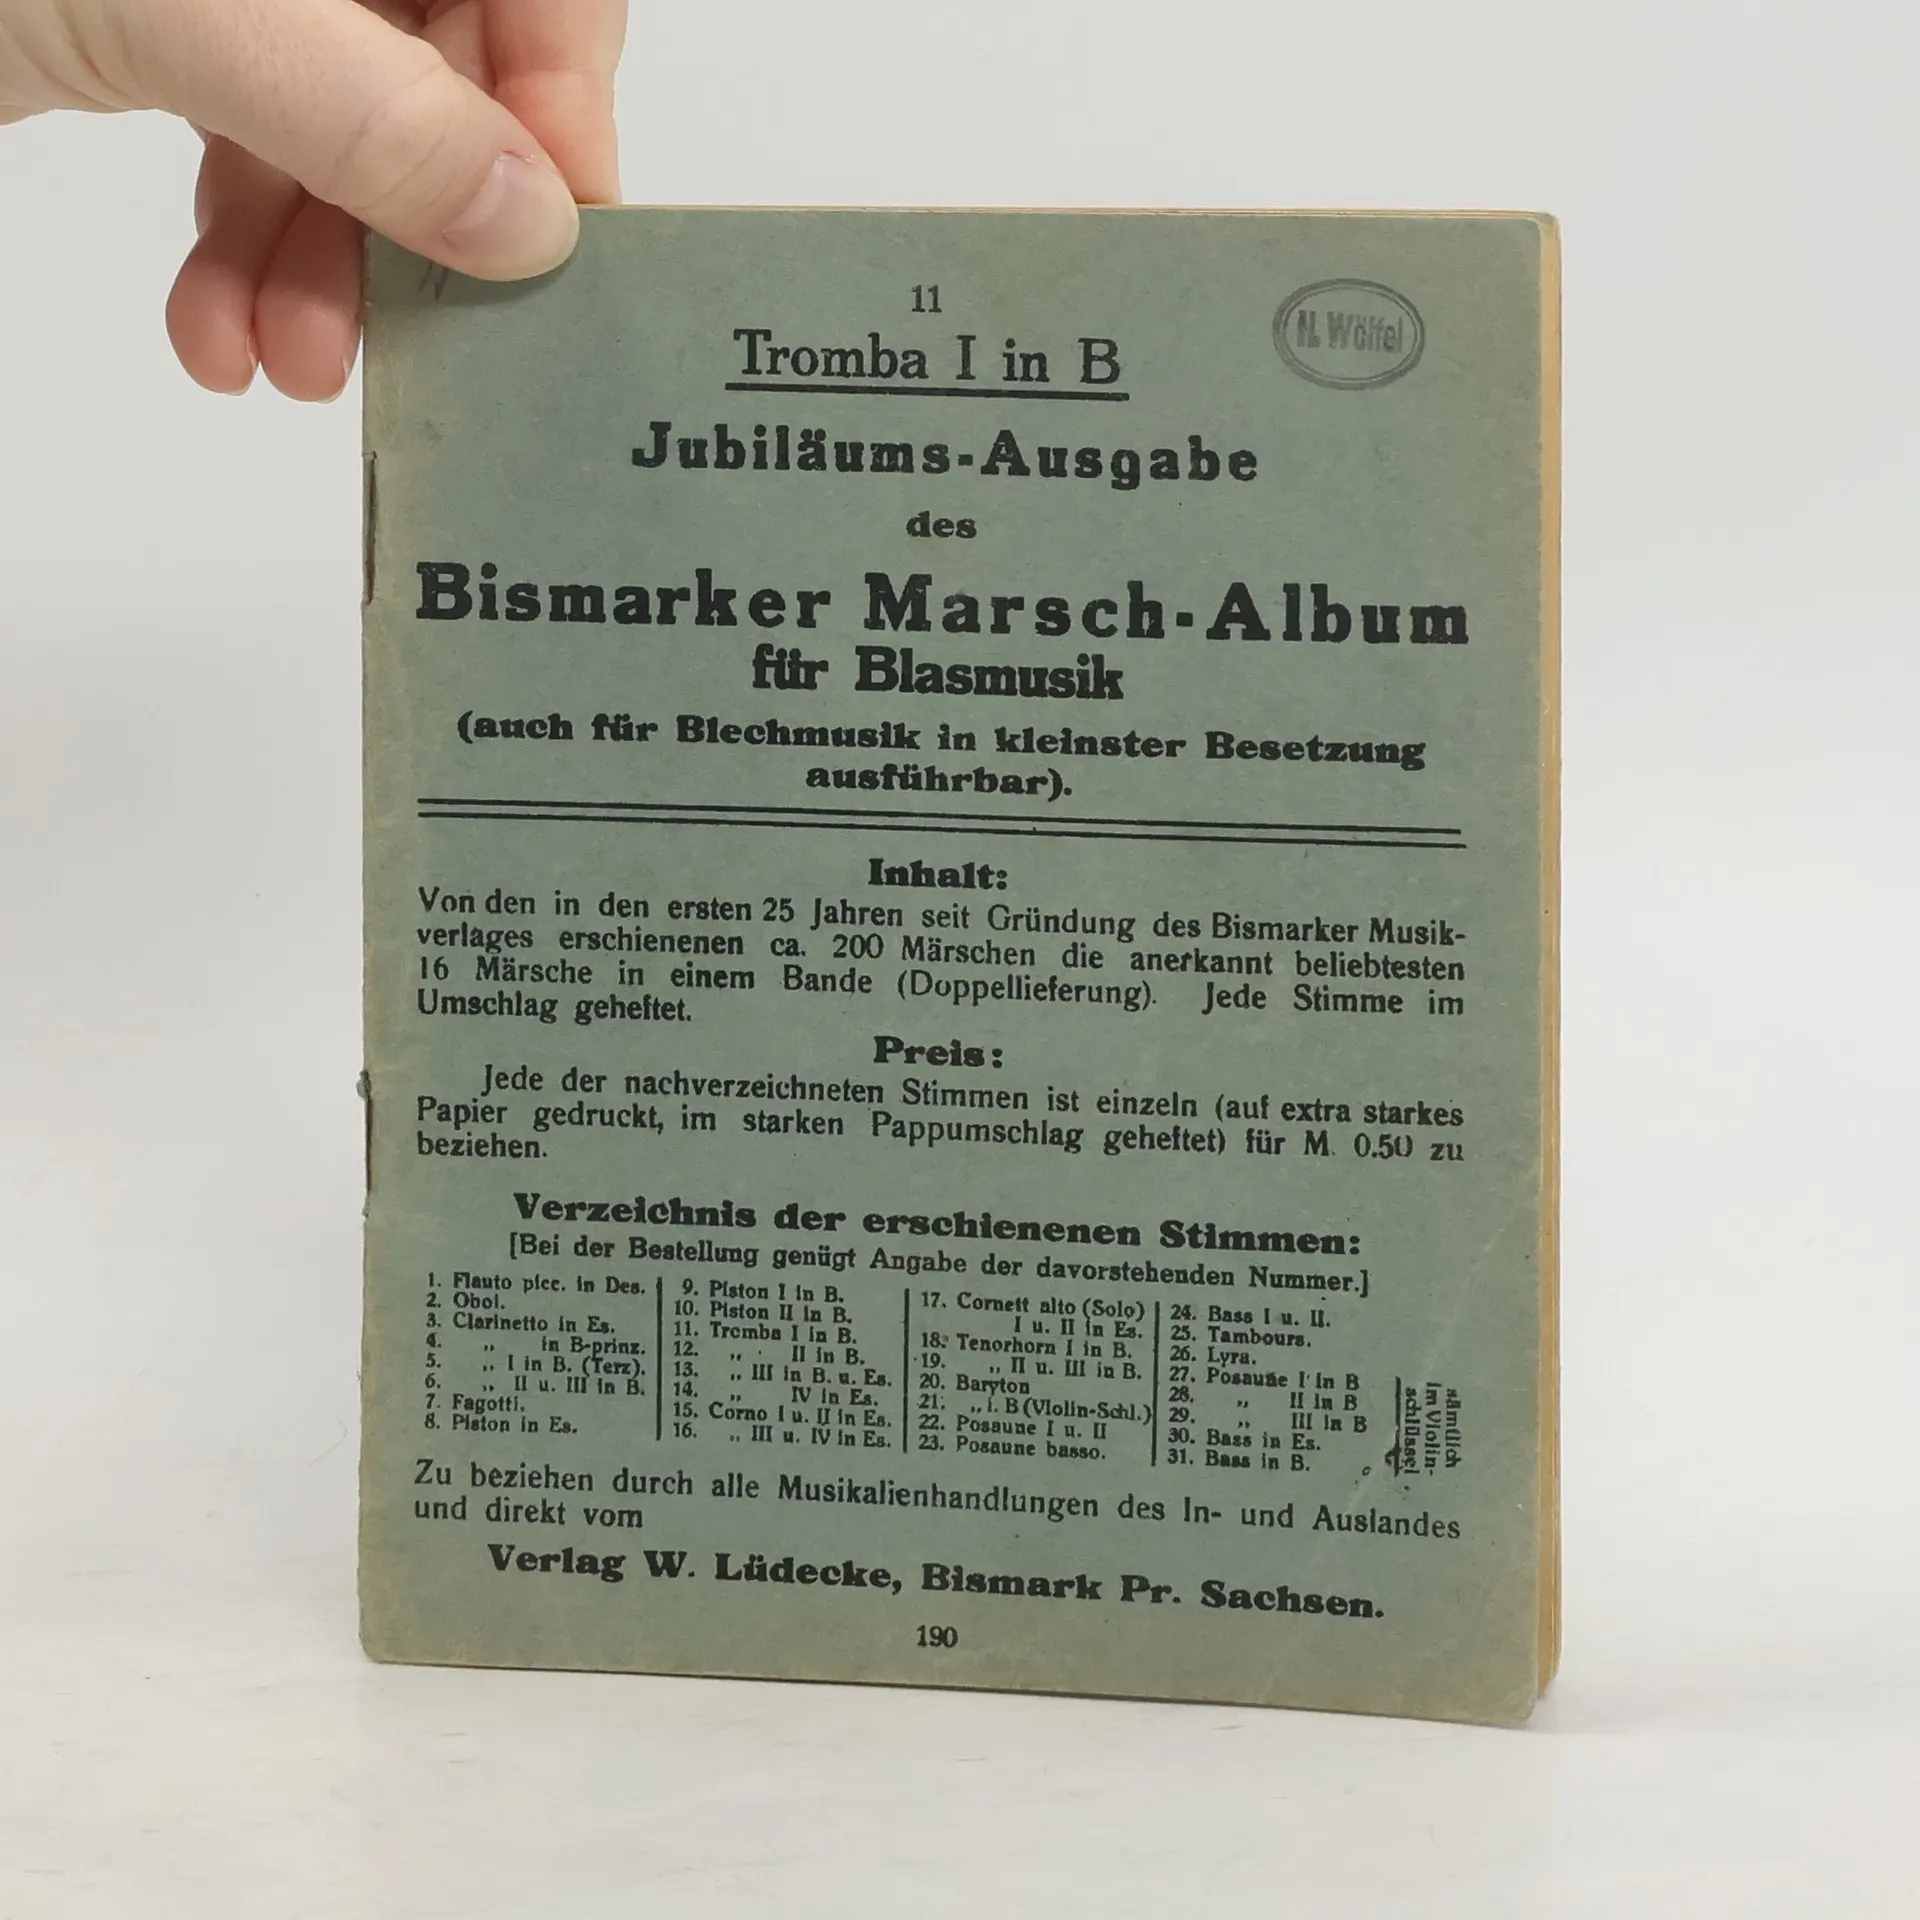 11
N. Wölfel
Tromba I in B
Jubiläums-Ausgabe
des
Bismarker Marsch-Album
für Blasmusik
(auch für Blechmusik in kleinster Besetzung
ausführbar).
Inhalt:
Von den in den ersten 25 Jahren seit Gründung des Bismarker Musik-
verlages erschienenen ca. 200 Märschen die anerkannt beliebtesten
16 Märsche in einem Bande (Doppellieferung). Jede Stimme im
Umschlag geheftet.
Preis:
Jede der nachverzeichneten Stimmen ist einzeln (auf extra starkes
Papier gedruckt, im starken Pappumschlag geheftet) für M. 0.50 zu
beziehen.
Verzeichnis der erschienenen Stimmen:
[Bei der Bestellung genügt Angabe der davorstehenden Nummer.]
1. Flauto picc. in Des.
2. Oboi.
3. Clarinetto in Es.
4. „ in B-prinz.
5. „ I in B. (Terz).
6. „ II u. III in B.
7. Fagotti.
8. Piston in Es.
9. Piston I in B.
10. Piston II in B.
11. Tromba I in B.
12. „ II in B.
13. „ III in B. u. Es.
14. „ IV in Es.
15. Corno I u. II in Es.
16. „ III u. IV in Es.
17. Cornett alto (Solo)
I u. II in Es.
18. Tenorhorn I in B.
19. „ II u. III in B.
20. Baryton
21. „ i. B (Violin-Schl.)
22. Posaune I u. II
23. Posaune basso.
24. Bass I u. II.
25. Tambours.
26. Lyra.
27. Posaune I in B
28. „ II in B
29. „ III in B
30. Bass in Es.
31. Bass in B.
sämtlich
im Violin-
schlüssel
Zu beziehen durch alle Musikalienhandlungen des In- und Auslandes
und direkt vom
Verlag W. Lüdecke, Bismark Pr. Sachsen.
190